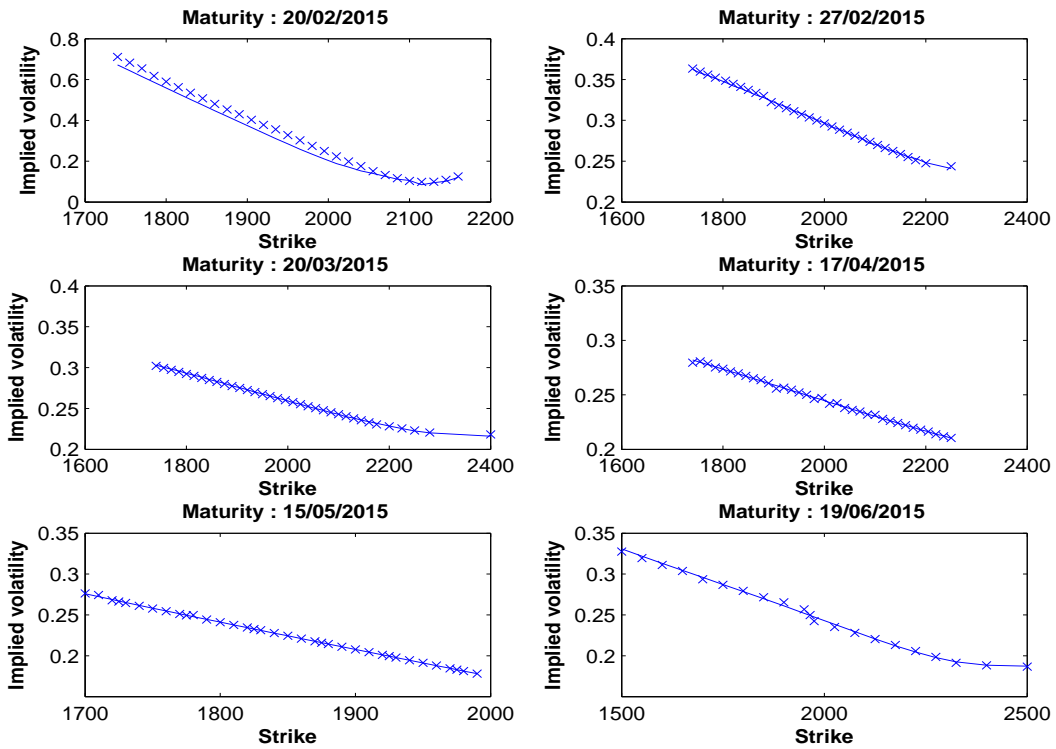 Maturity : 20/02/2015
Implied volatility
0.8
0.6
0.4
0.2
0
1700 1800 1900 2000 2100 2200
Strike
Maturity : 27/02/2015
Implied volatility
0.4
0.35
0.3
0.25
0.2
1600 1800 2000 2200 2400
Strike
Maturity : 20/03/2015
Implied volatility
0.4
0.35
0.3
0.25
0.2
1600 1800 2000 2200 2400
Strike
Maturity : 17/04/2015
Implied volatility
0.35
0.3
0.25
0.2
1600 1800 2000 2200 2400
Strike
Maturity : 15/05/2015
Implied volatility
0.35
0.3
0.25
0.2
1700 1800 1900 2000
Strike
Maturity : 19/06/2015
Implied volatility
0.35
0.3
0.25
0.2
1500 2000 2500
Strike